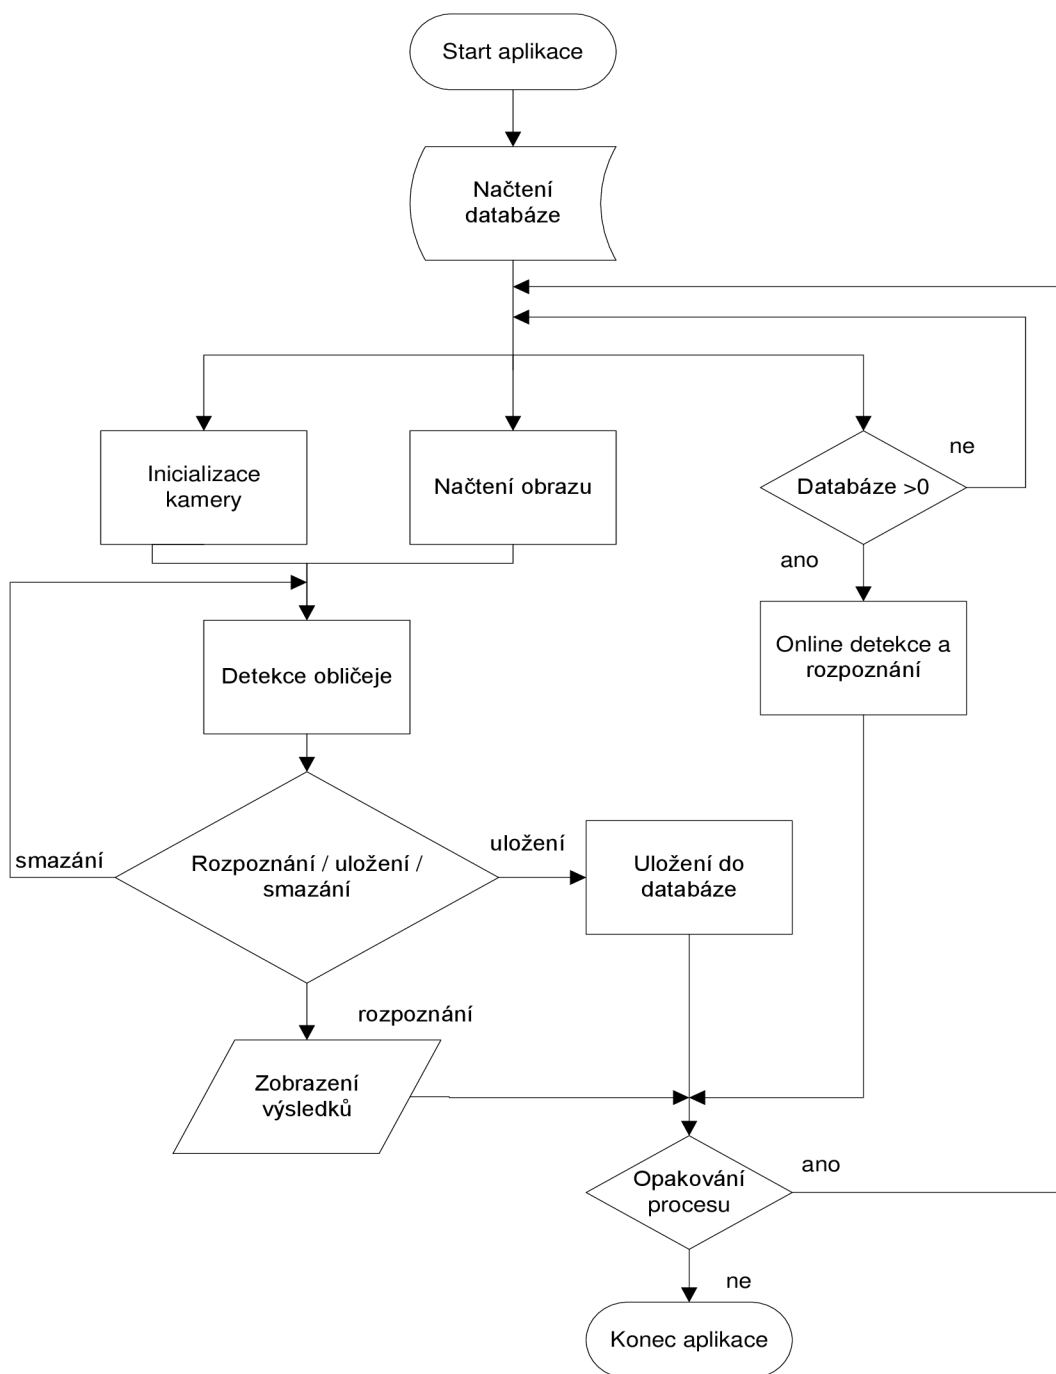 Start aplikace
Načtení
databáze
Inicializace
kamery
Načtení obrazu
Databáze >0
ne
ano
Online detekce a
rozpoznání
Detekce obličeje
smazání
Rozpoznání / uložení /
smazání
uložení
Uložení do
databáze
rozpoznání
Zobrazení
výsledků
Opakování
procesu
ano
ne
Konec aplikace